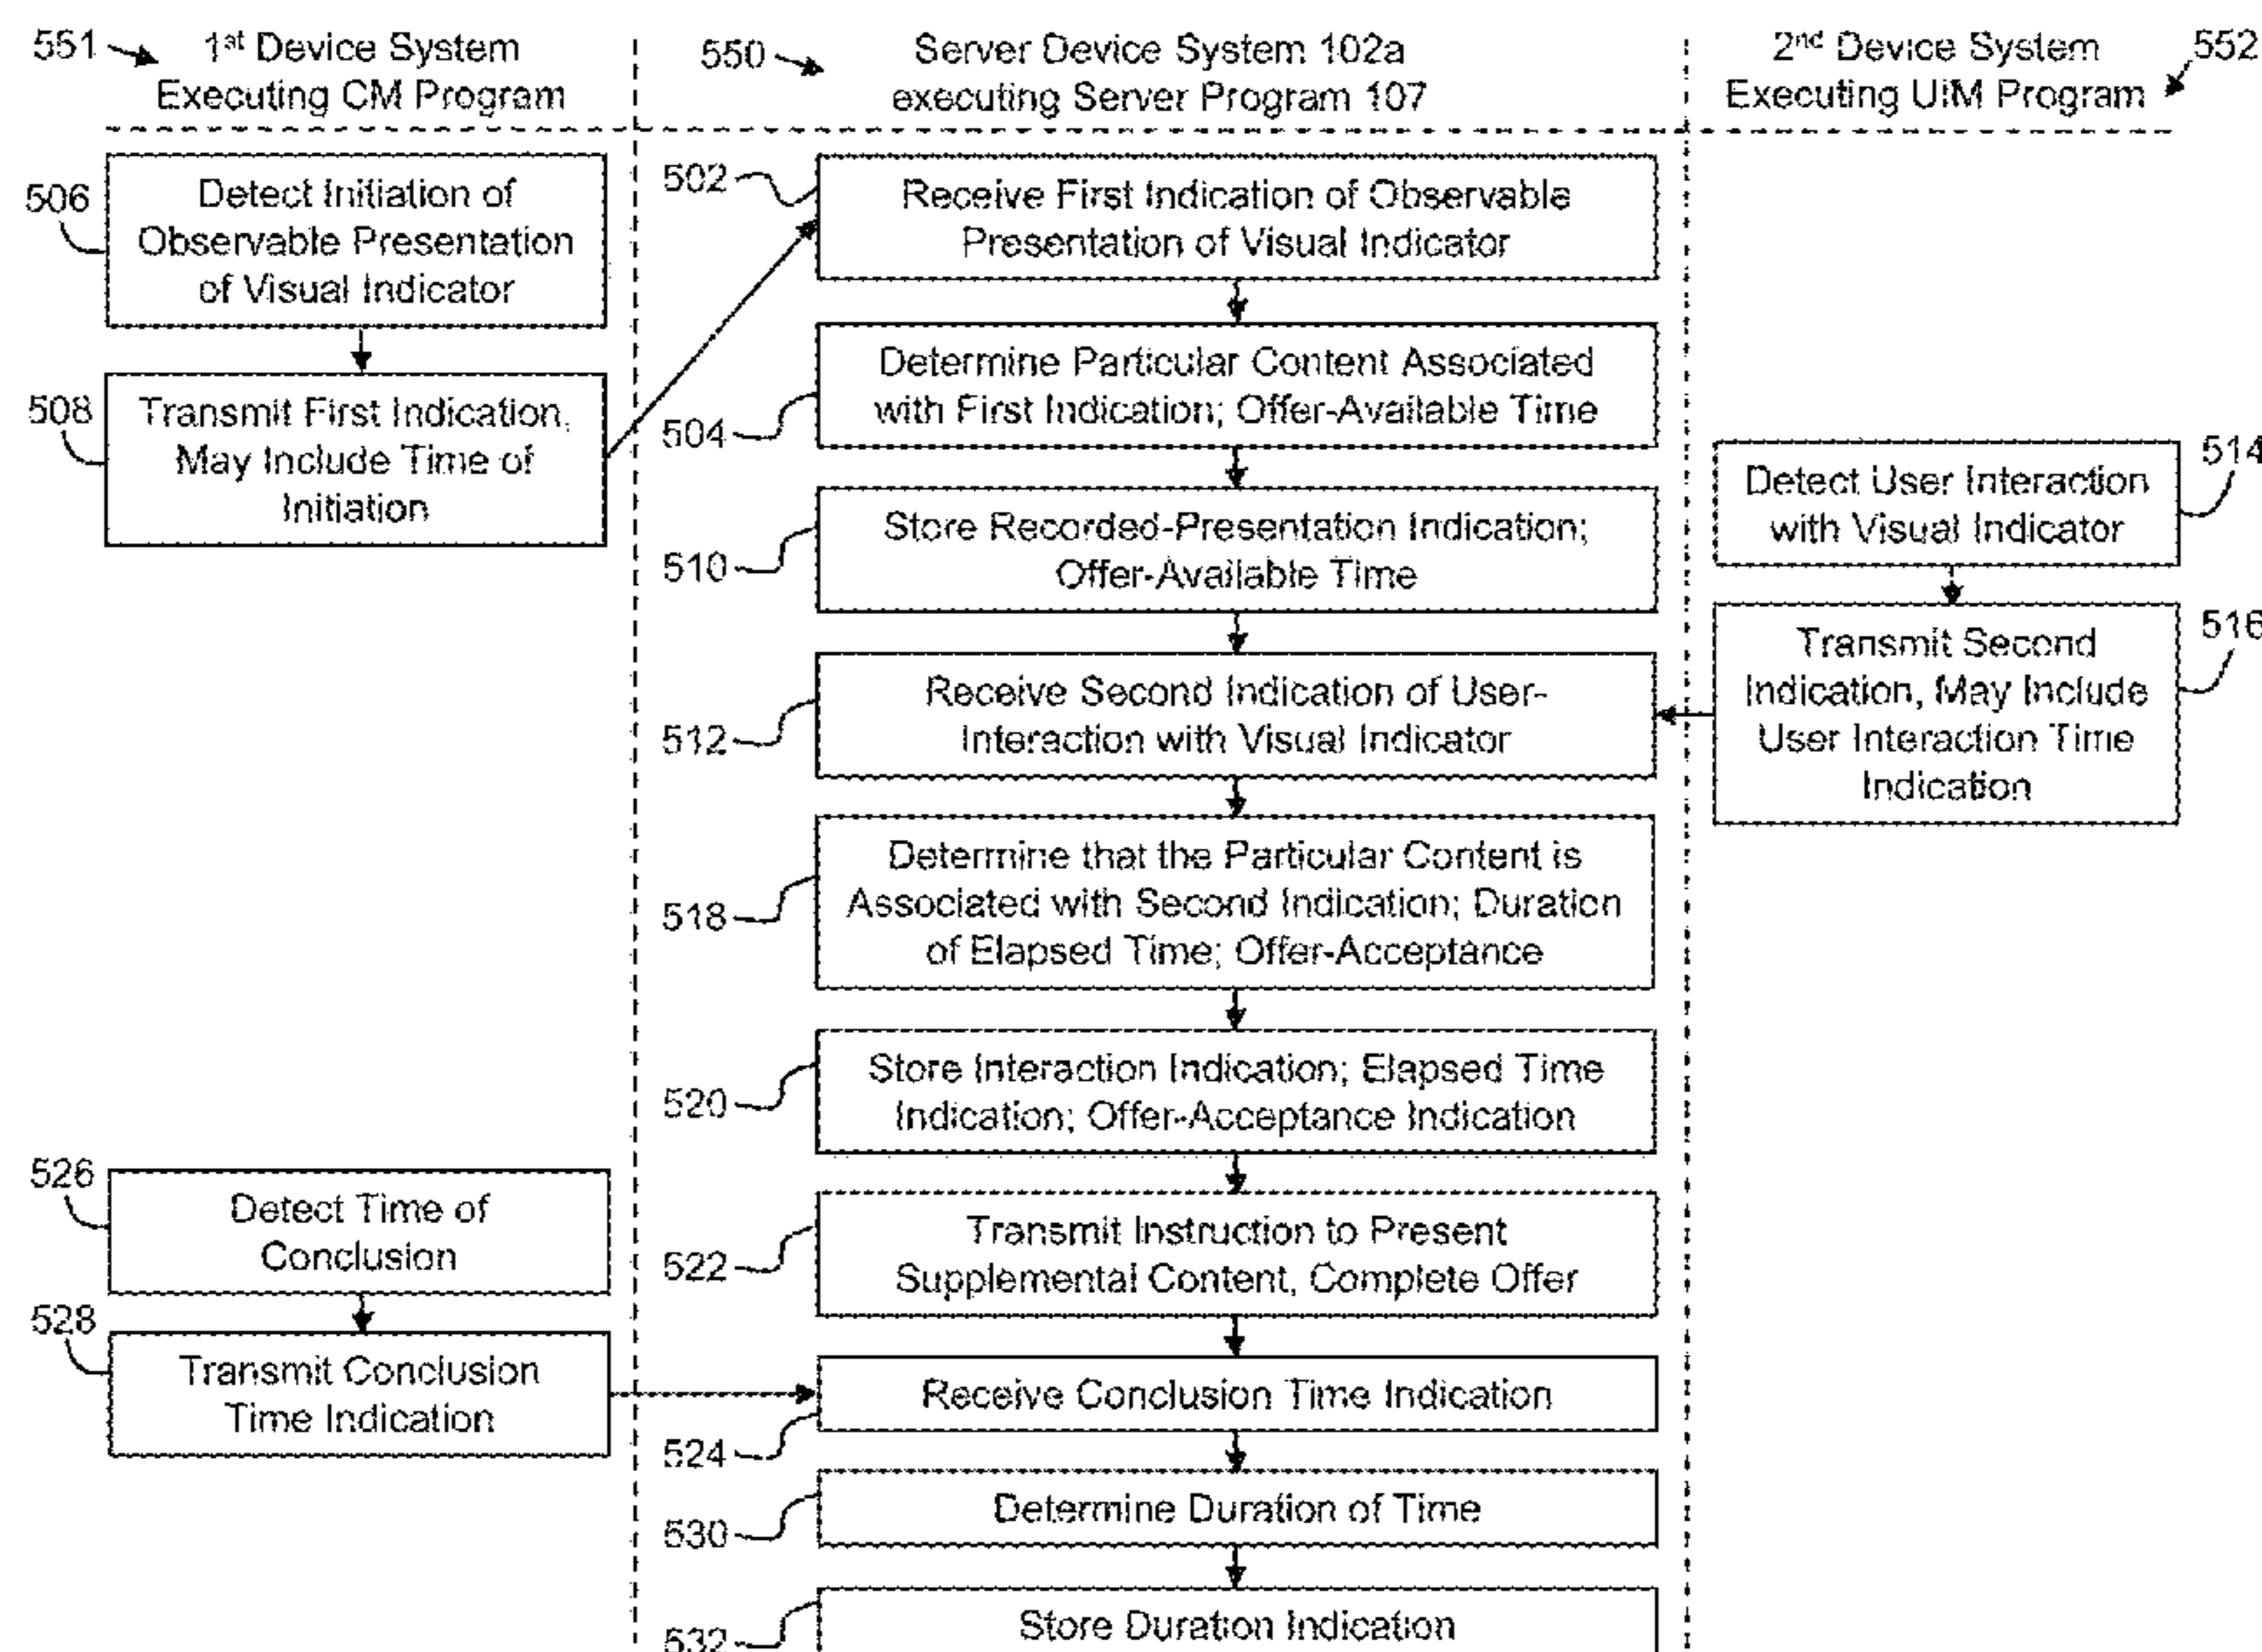 551
1st Device System
Executing CM Program
550
Server Device System 102a
executing Server Program 107
2nd Device System
Executing UIM Program
552
506
Detect Initiation of
Observable Presentation
of Visual Indicator
508
Transmit First Indication,
May Include Time of
Initiation
502
Receive First Indication of Observable
Presentation of Visual Indicator
504
Determine Particular Content Associated
with First Indication; Offer-Available Time
510
Store Recorded-Presentation Indication;
Offer-Available Time
514
Detect User Interaction
with Visual Indicator
516
Transmit Second
Indication, May Include
User Interaction Time
Indication
512
Receive Second Indication of User-
Interaction with Visual Indicator
518
Determine that the Particular Content is
Associated with Second Indication; Duration
of Elapsed Time; Offer-Acceptance
520
Store Interaction Indication; Elapsed Time
Indication; Offer-Acceptance Indication
522
Transmit Instruction to Present
Supplemental Content, Complete Offer
526
Detect Time of
Conclusion
528
Transmit Conclusion
Time Indication
524
Receive Conclusion Time Indication
530
Determine Duration of Time
532
Store Duration Indication